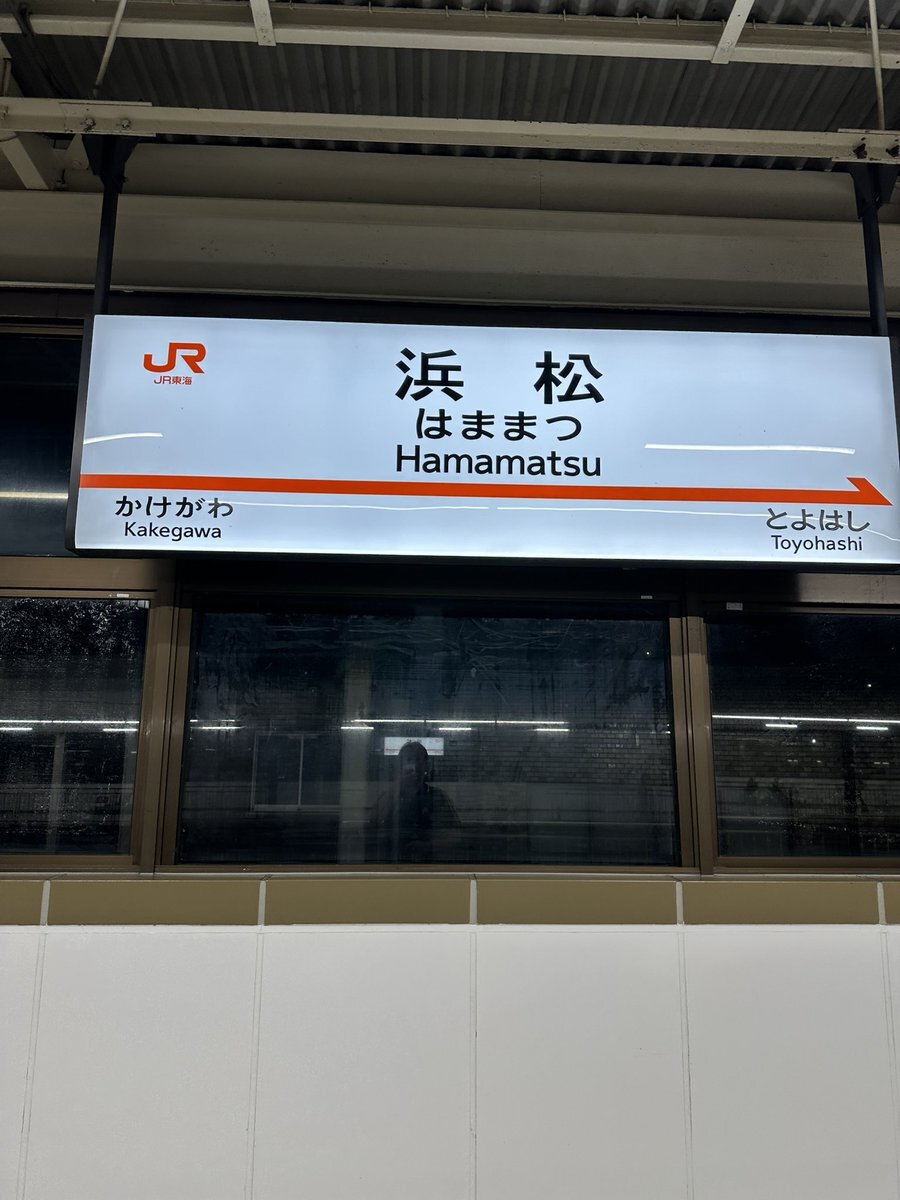 JR
JR東海
浜松
はままつ
Hamamatsu
かけがわ
Kakegawa
とよはし
Toyohashi